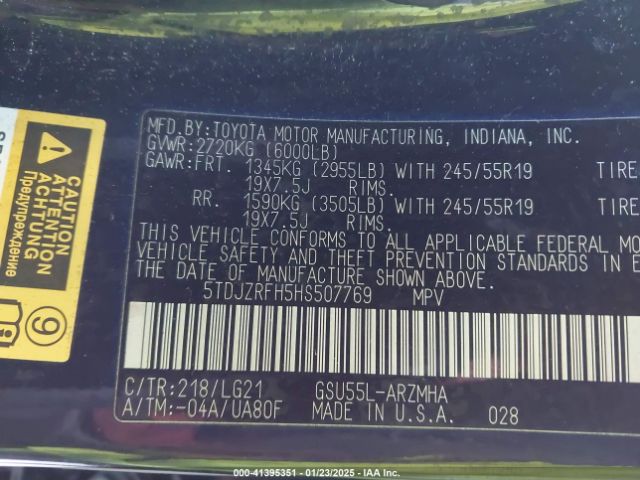 MFD.BY:TOYOTA MOTOR MANUFACTURING, INDIANA, INC.
GVWR:2720KG (6000LB)
GAWR:FRT. 1345KG (2955LB) WITH 245/55R19 TIRE
19X7.5J RIMS.
RR. 1590KG (3505LB) WITH 245/55R19 TIRE
19X7.5J RIMS.
THIS VEHICLE CONFORMS TO ALL APPLICABLE FEDERAL MO
VEHICLE SAFETY AND THEFT PREVENTION STANDARDS IN E
THE DATE OF MANUFACTURE SHOWN ABOVE.
5TDJZRFH5HS507769 MPV
C/TR:218/LG21 GSU55L-ARZMHA
A/TM:-04A/UA80F MADE IN U.S.A. 028
CAUTION
ATTENTION
ACHTUNG
Предупреждение
9
000-41395351 - 01/23/2025 - IAA Inc.